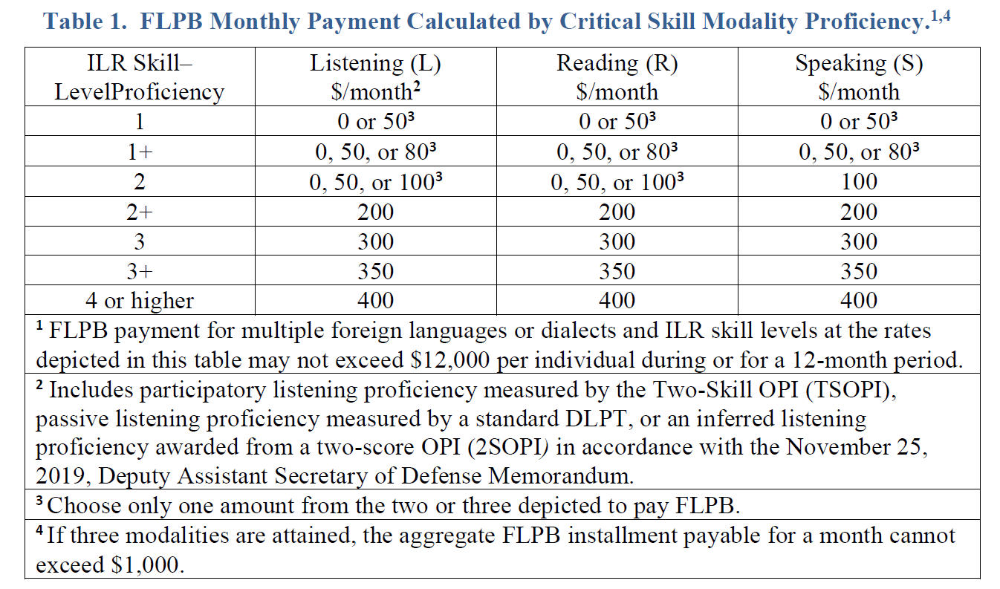 Table 1.  FLPB Monthly Payment Calculated by Critical Skill Modality Proficiency.1,4
ILR Skill–
LevelProficiency
Listening (L)
$/month2
Reading (R)
$/month
Speaking (S)
$/month
1 0 or 503 0 or 503 0 or 503
1+ 0, 50, or 803 0, 50, or 803 0, 50, or 803
2 0, 50, or 1003 0, 50, or 1003 100
2+ 200 200 200
3 300 300 300
3+ 350 350 350
4 or higher 400 400 400
1 FLPB payment for multiple foreign languages or dialects and ILR skill levels at the rates
depicted in this table may not exceed $12,000 per individual during or for a 12-month period.
2 Includes participatory listening proficiency measured by the Two-Skill OPI (TSOPI),
passive listening proficiency measured by a standard DLPT, or an inferred listening
proficiency awarded from a two-score OPI (2SOPI) in accordance with the November 25,
2019, Deputy Assistant Secretary of Defense Memorandum.
3 Choose only one amount from the two or three depicted to pay FLPB.
4 If three modalities are attained, the aggregate FLPB installment payable for a month cannot
exceed $1,000.